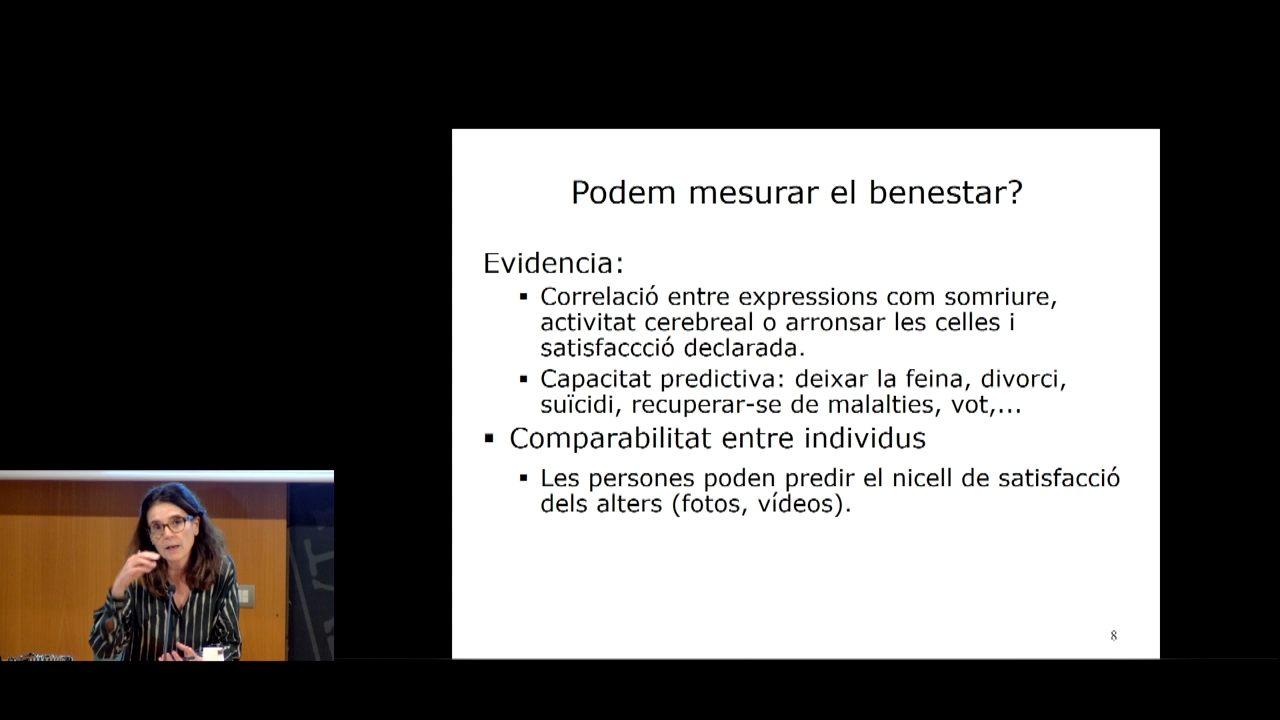 Podem mesurar el benestar?
Evidencia:
▪ Correlació entre expressions com somriure,
activitat cerebreal o arronsar les celles i
satisfaccció declarada.
▪ Capacitat predictiva: deixar la feina, divorci,
suïcidi, recuperar-se de malalties, vot,...
▪ Comparabilitat entre individus
▪ Les persones poden predir el nicell de satisfacció
dels alters (fotos, vídeos).
8